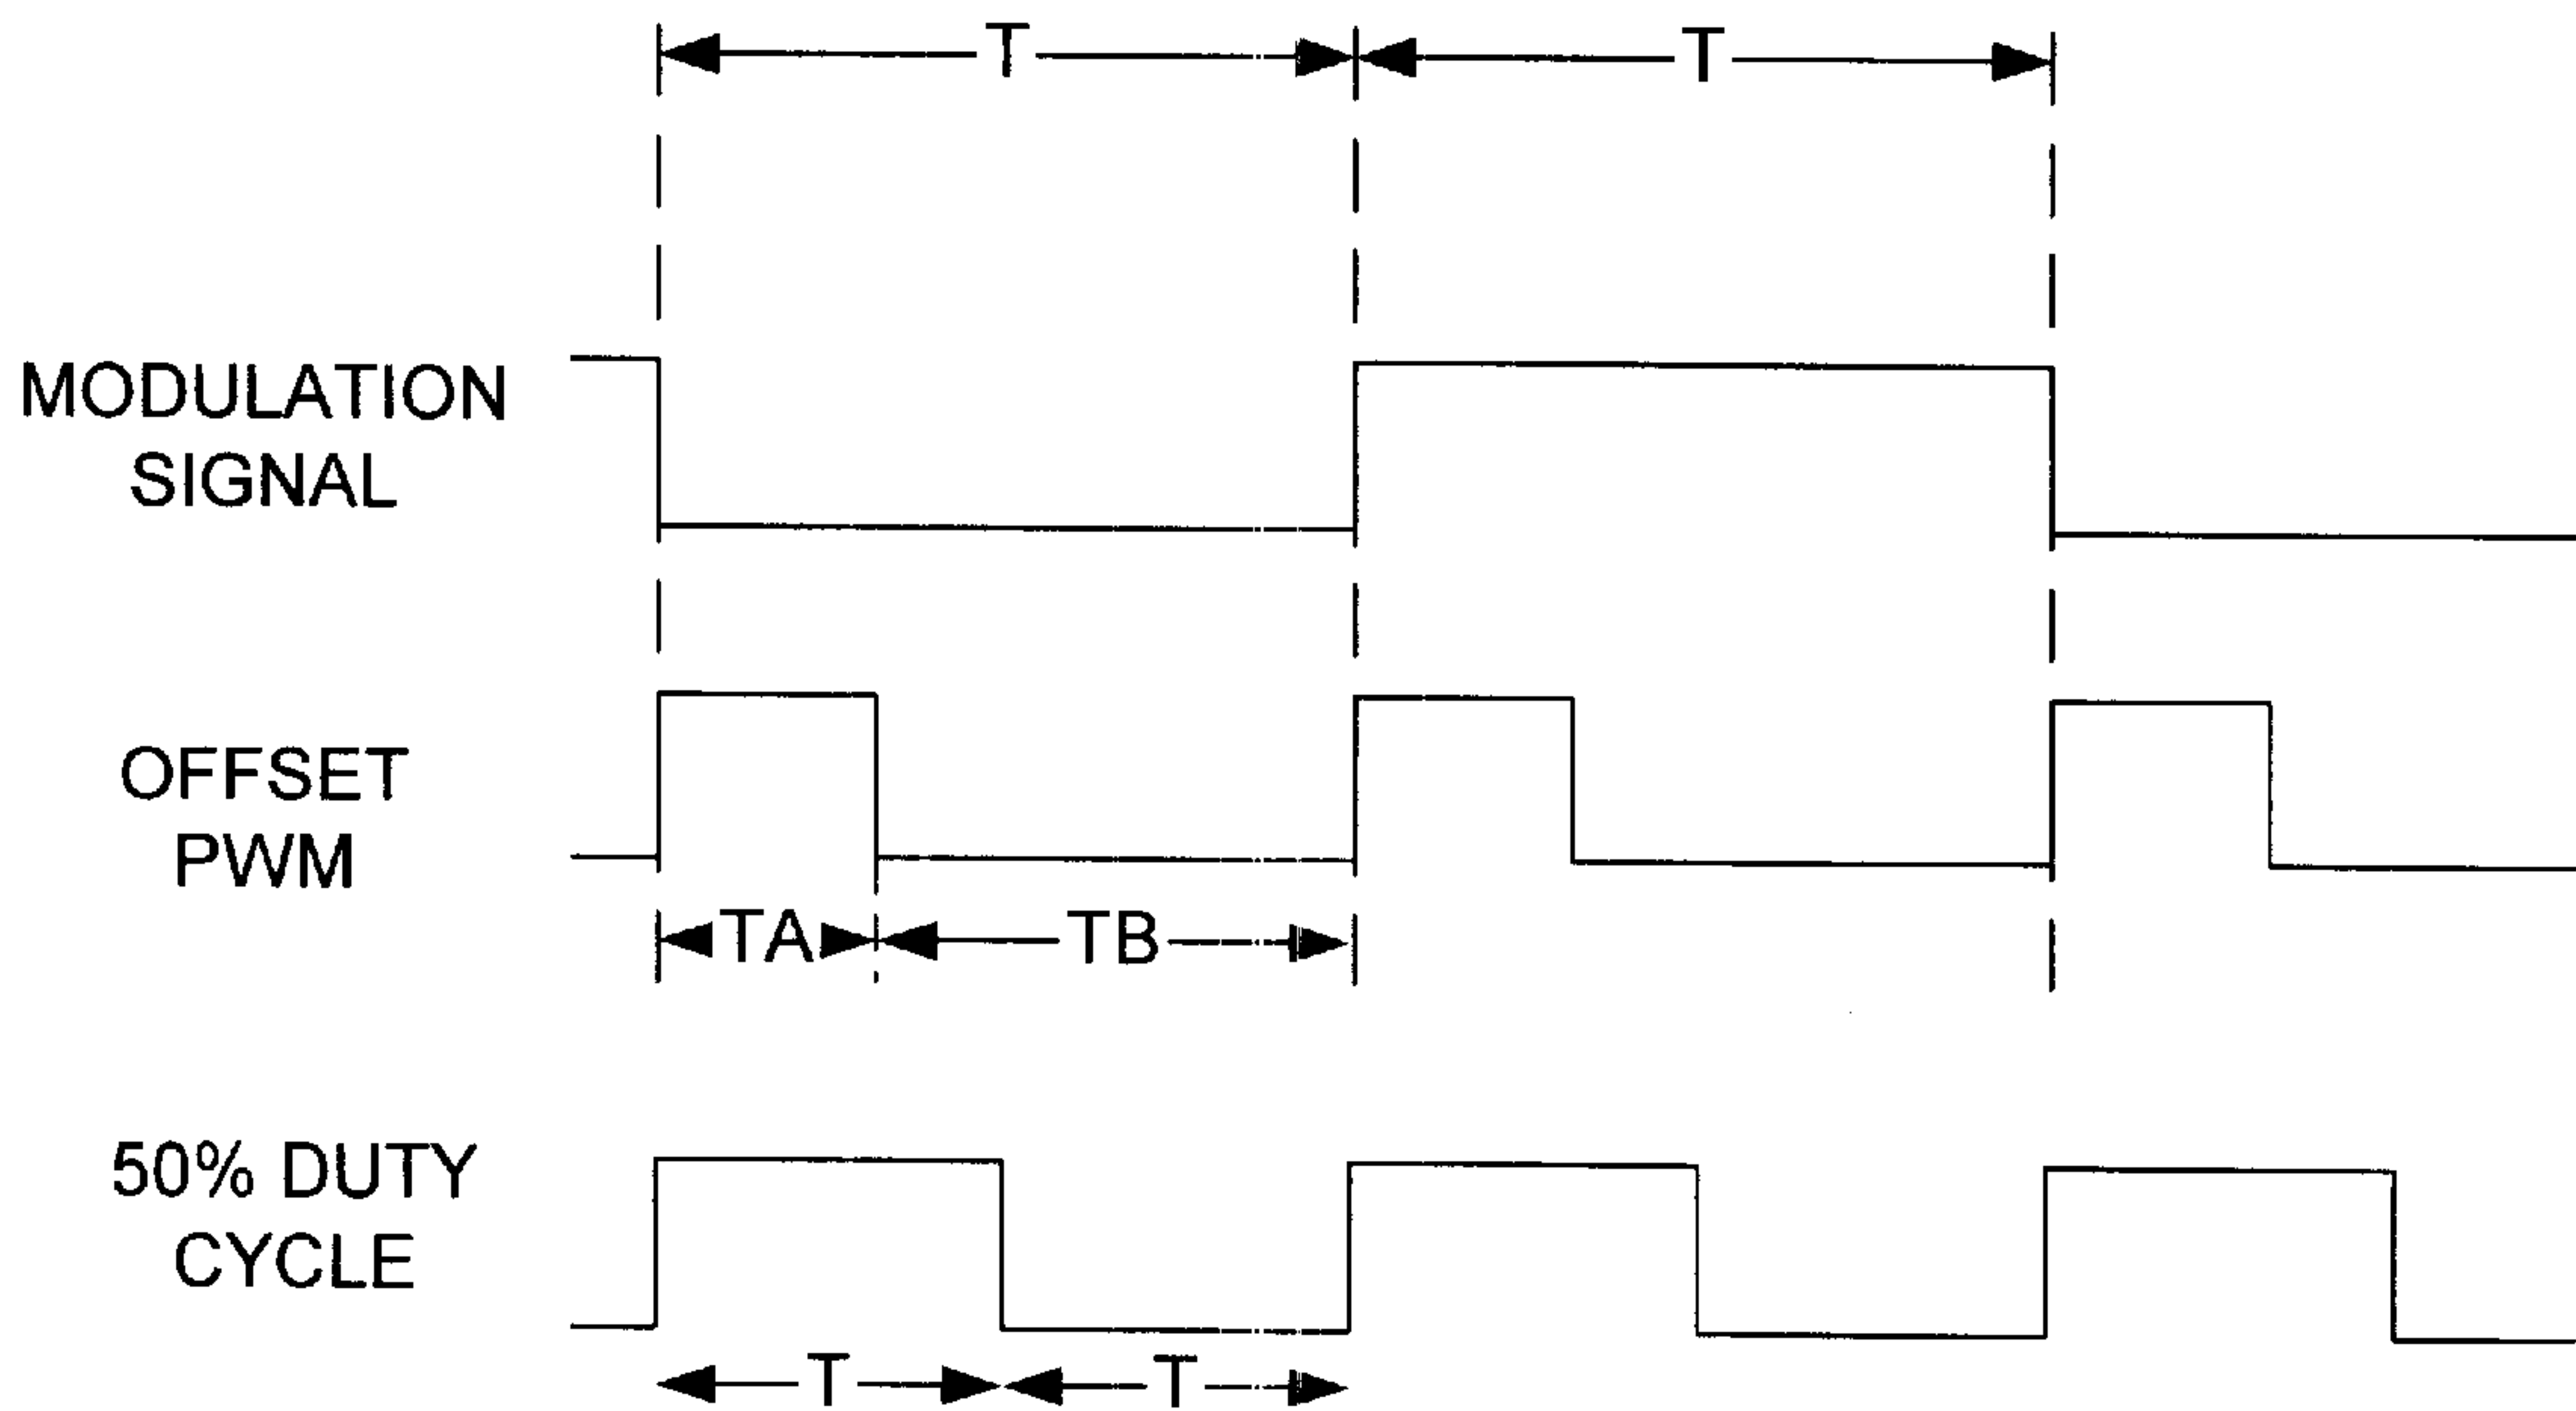 T T
MODULATION
SIGNAL
OFFSET
PWM
TA TB
50% DUTY
CYCLE
T T